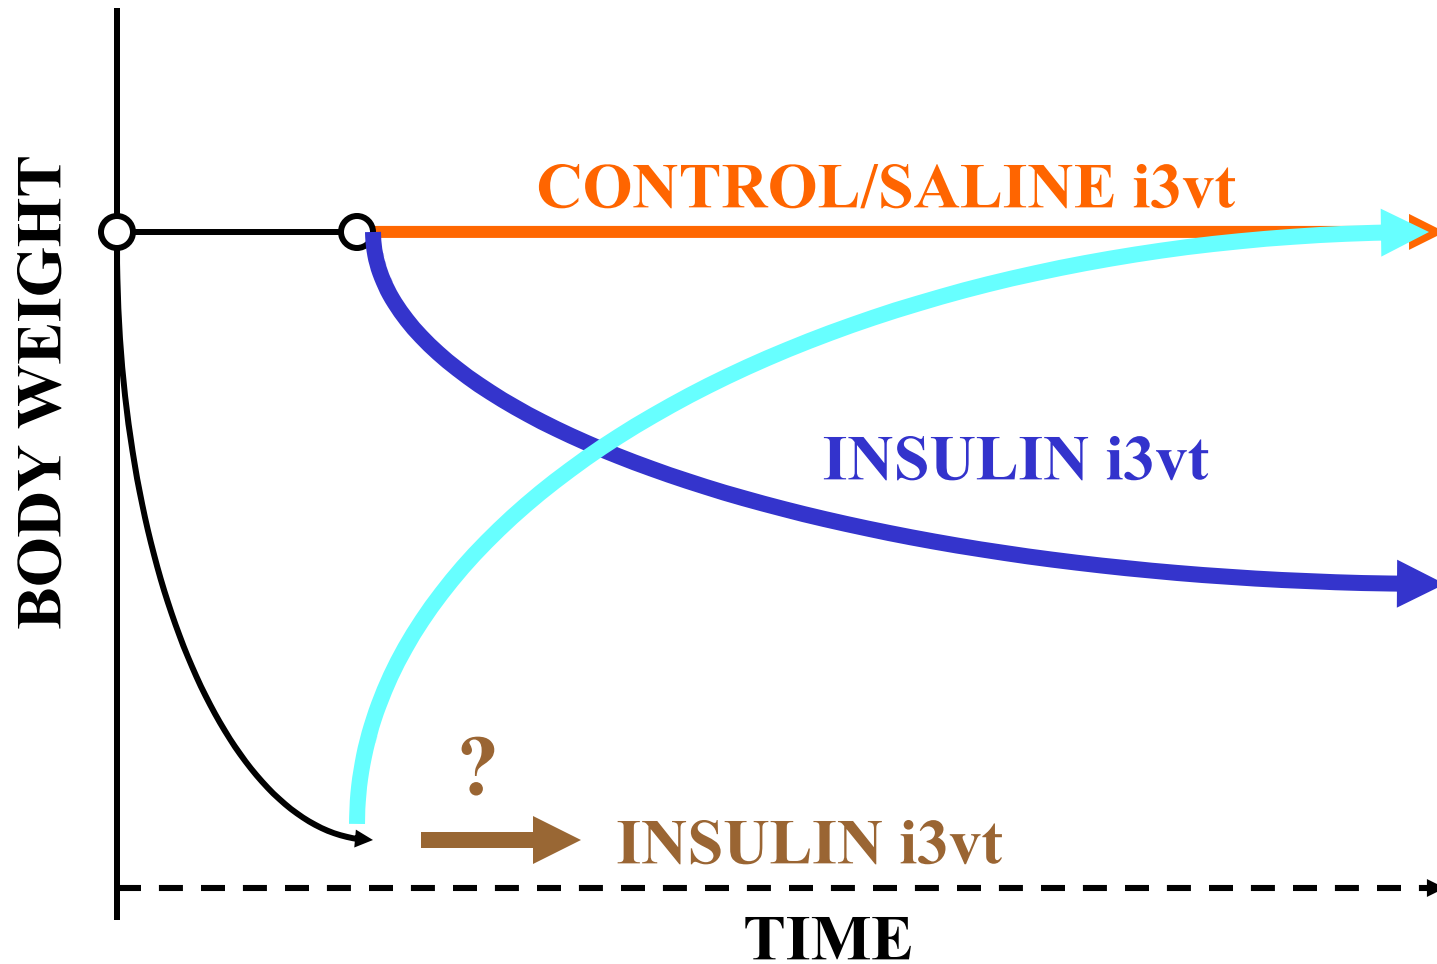 BODY WEIGHT
CONTROL/SALINE i3vt
INSULIN i3vt
?
INSULIN i3vt
TIME